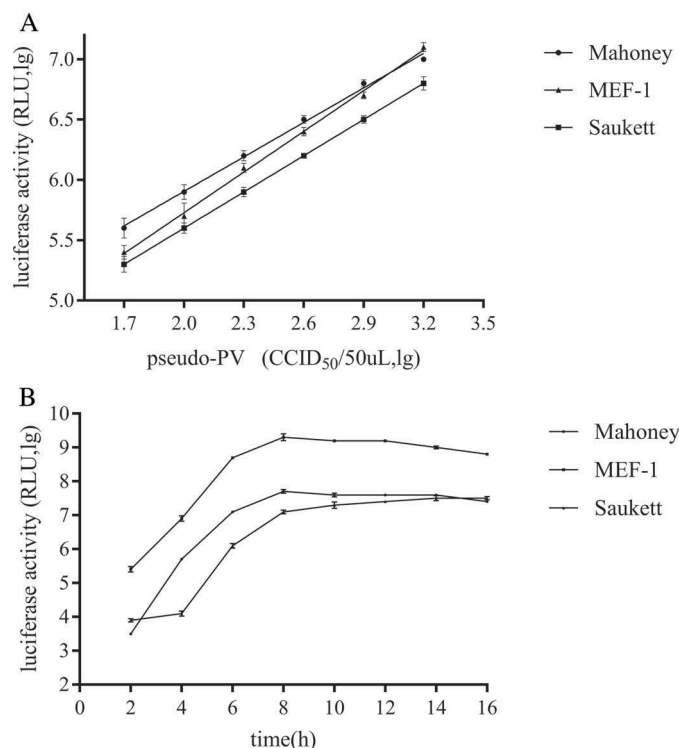 A
luciferase activity (RLU,lg)
7.0
6.5
6.0
5.5
5.0
1.7 2.0 2.3 2.6 2.9 3.2 3.5
pseudo-PV (CCID50/50uL,lg)
Mahoney
MEF-1
Saukett
B
luciferase activity (RLU,lg)
10
9
8
7
6
5
4
3
2
0 2 4 6 8 10 12 14 16
time(h)
Mahoney
MEF-1
Saukett